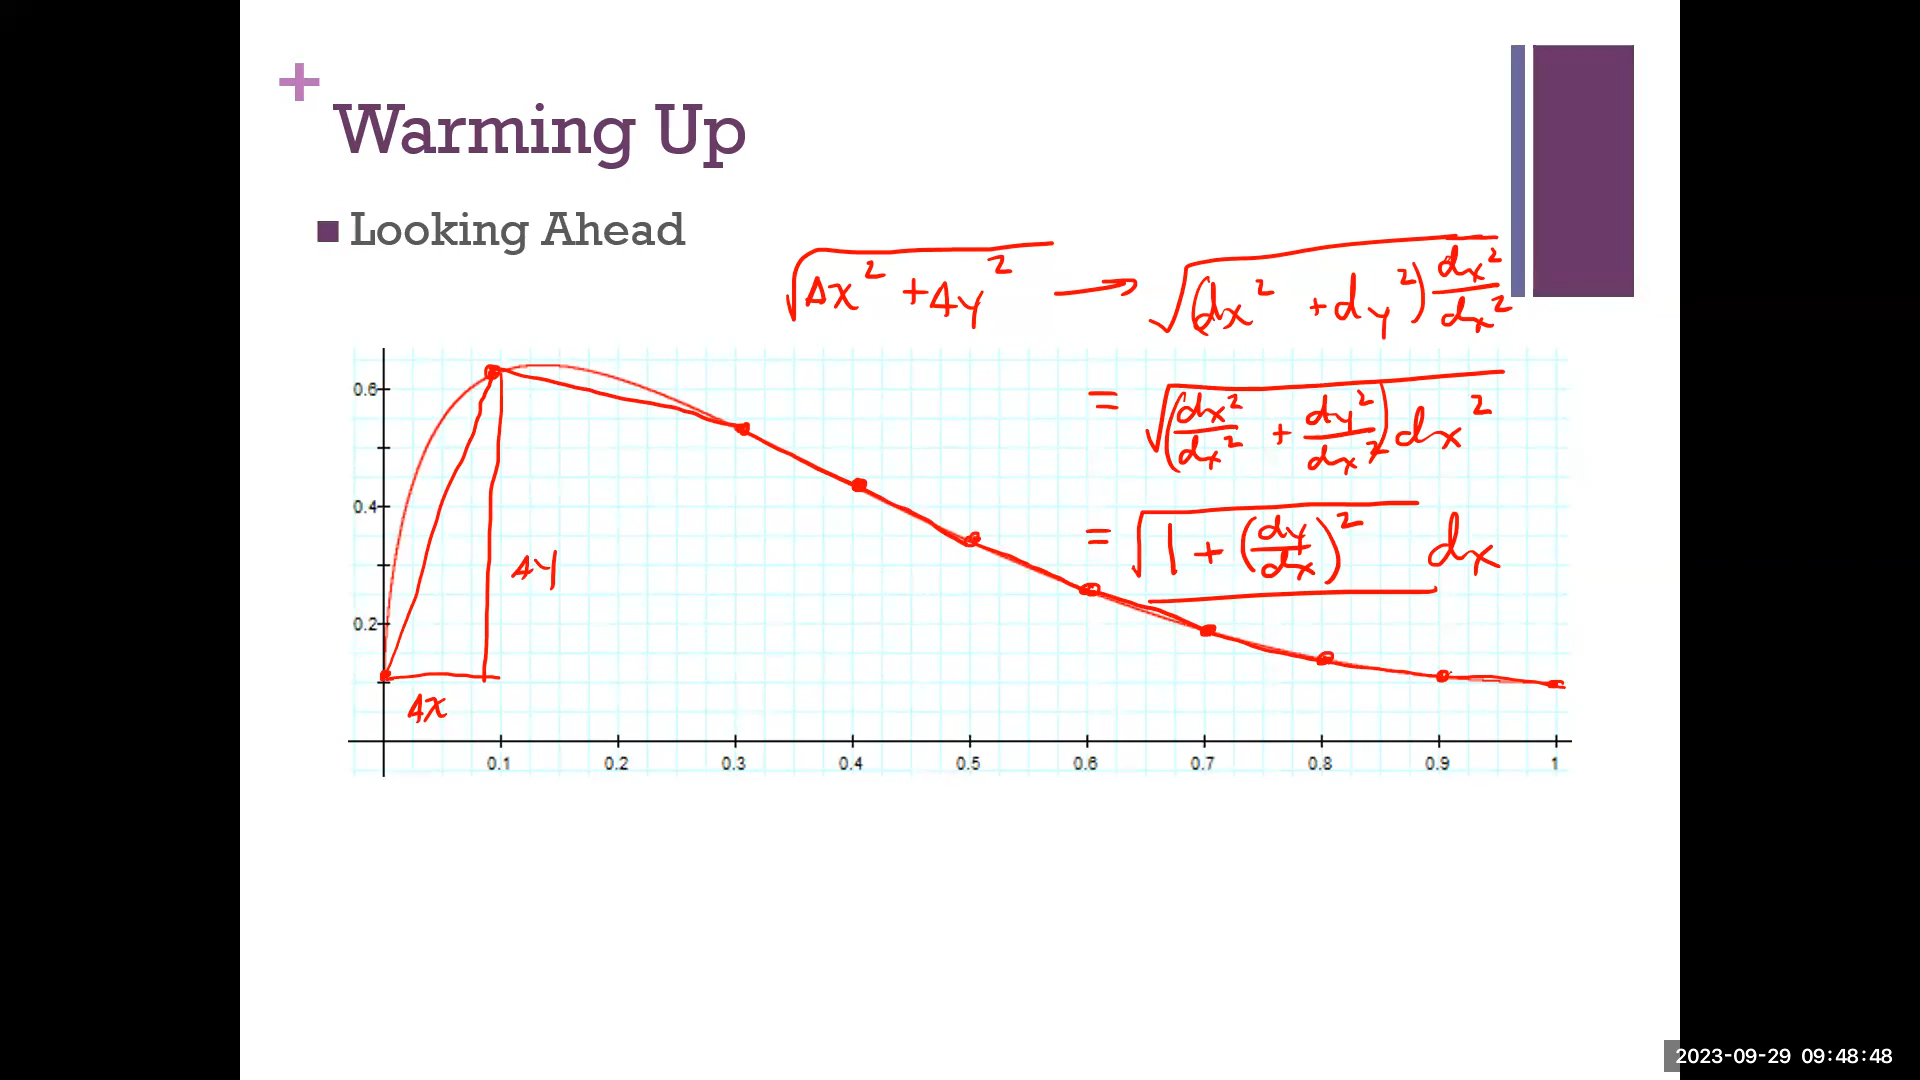 +
Warming Up
Looking Ahead
√(Δx² + Δy²) → √((dx² + dy²) dx²/dx²)
= √((dx²/dx² + dy²/dx²) dx²)
= √(1 + (dy/dx)²) dx
0.6
0.4
0.2
Δy
Δx
0.1 0.2 0.3 0.4 0.5 0.6 0.7 0.8 0.9 1
2023-09-29 09:48:48